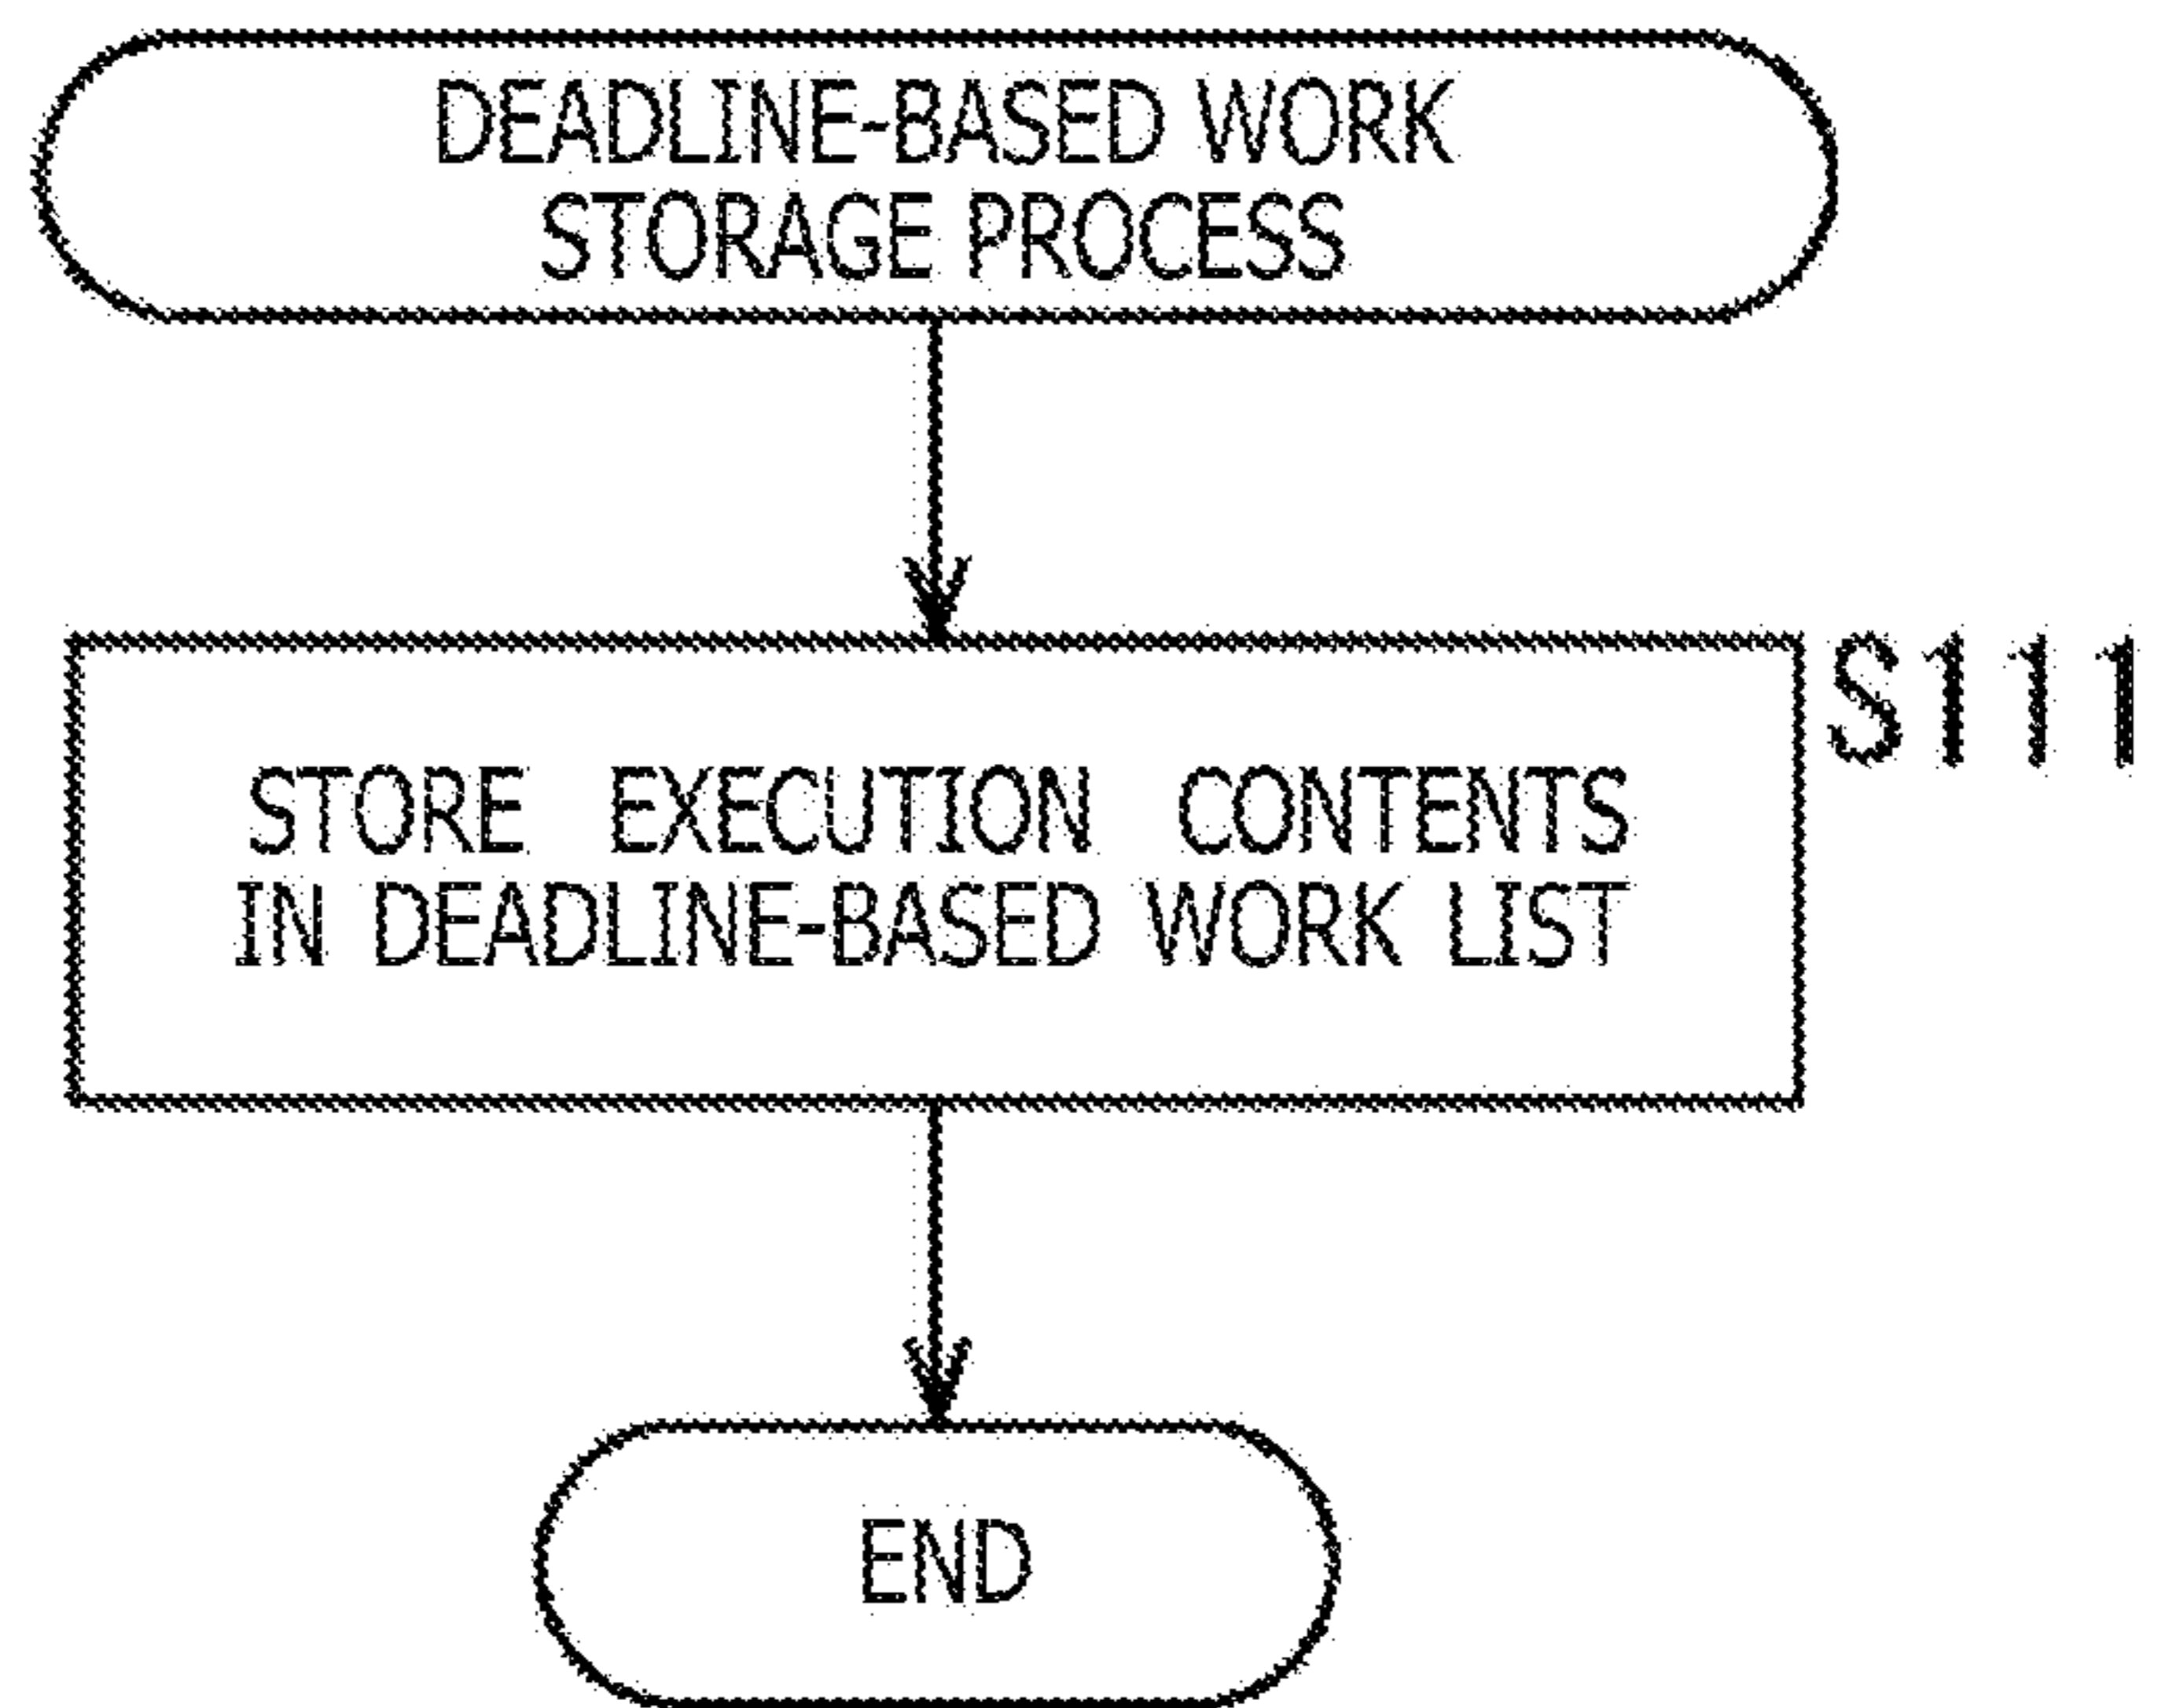 DEADLINE-BASED WORK
STORAGE PROCESS
S111
STORE EXECUTION CONTENTS
IN DEADLINE-BASED WORK LIST
END